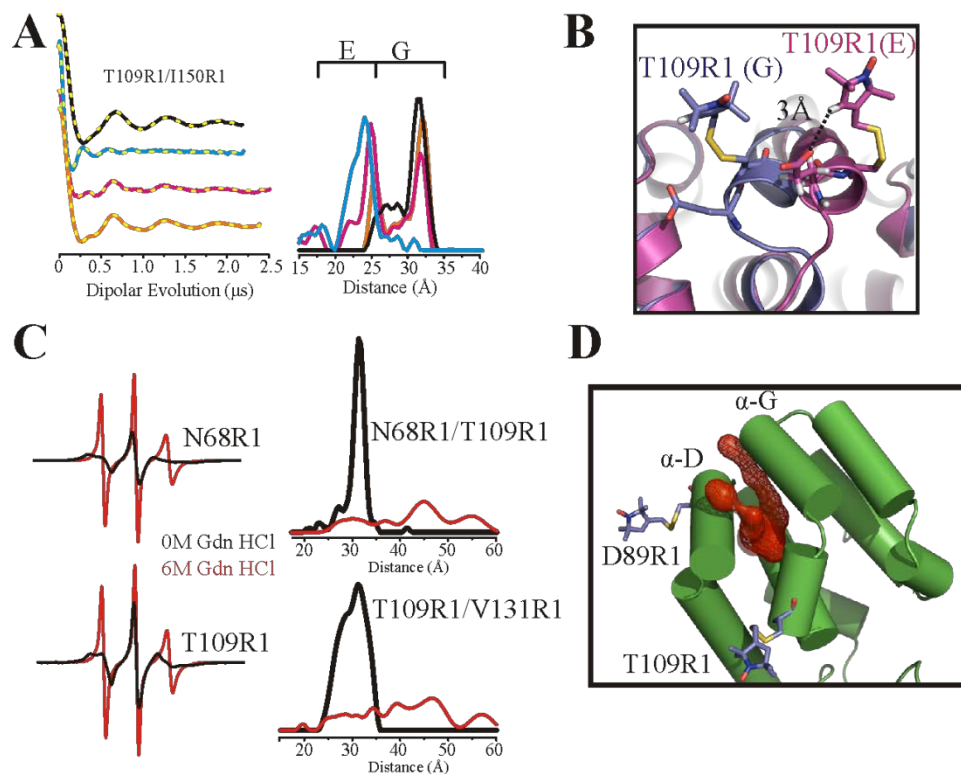 A
T109R1/I150R1
E G
0 0.5 1.0 1.5 2.0 2.5
Dipolar Evolution (µs)
15 20 25 30 35 40
Distance (Å)
B
T109R1(E)
T109R1 (G)
3Å
C
N68R1
0M Gdn HCl
6M Gdn HCl
T109R1
N68R1/T109R1
20 30 40 50 60
Distance (Å)
T109R1/V131R1
20 30 40 50 60
Distance (Å)
D
α-G
α-D
D89R1
T109R1